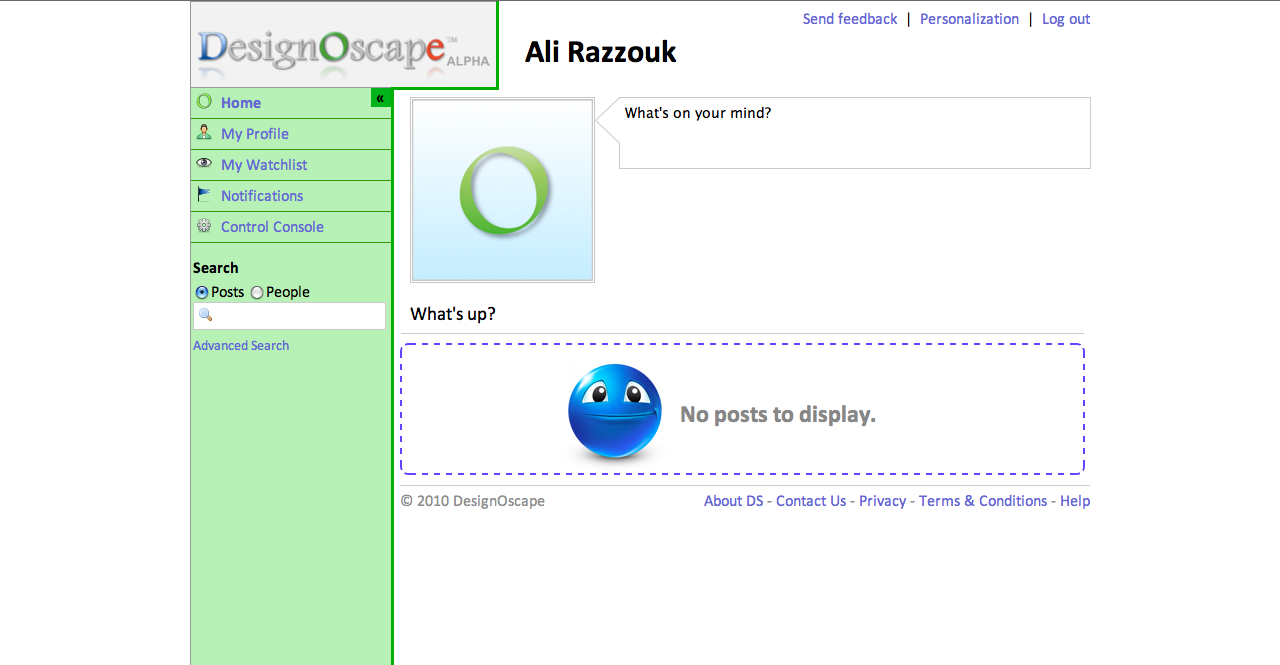 DesignOscape™
ALPHA
Send feedback | Personalization | Log out
Ali Razzouk
«
Home
My Profile
My Watchlist
Notifications
Control Console
Search
Posts People
Advanced Search
What's on your mind?
What's up?
No posts to display.
© 2010 DesignOscape
About DS - Contact Us - Privacy - Terms & Conditions - Help